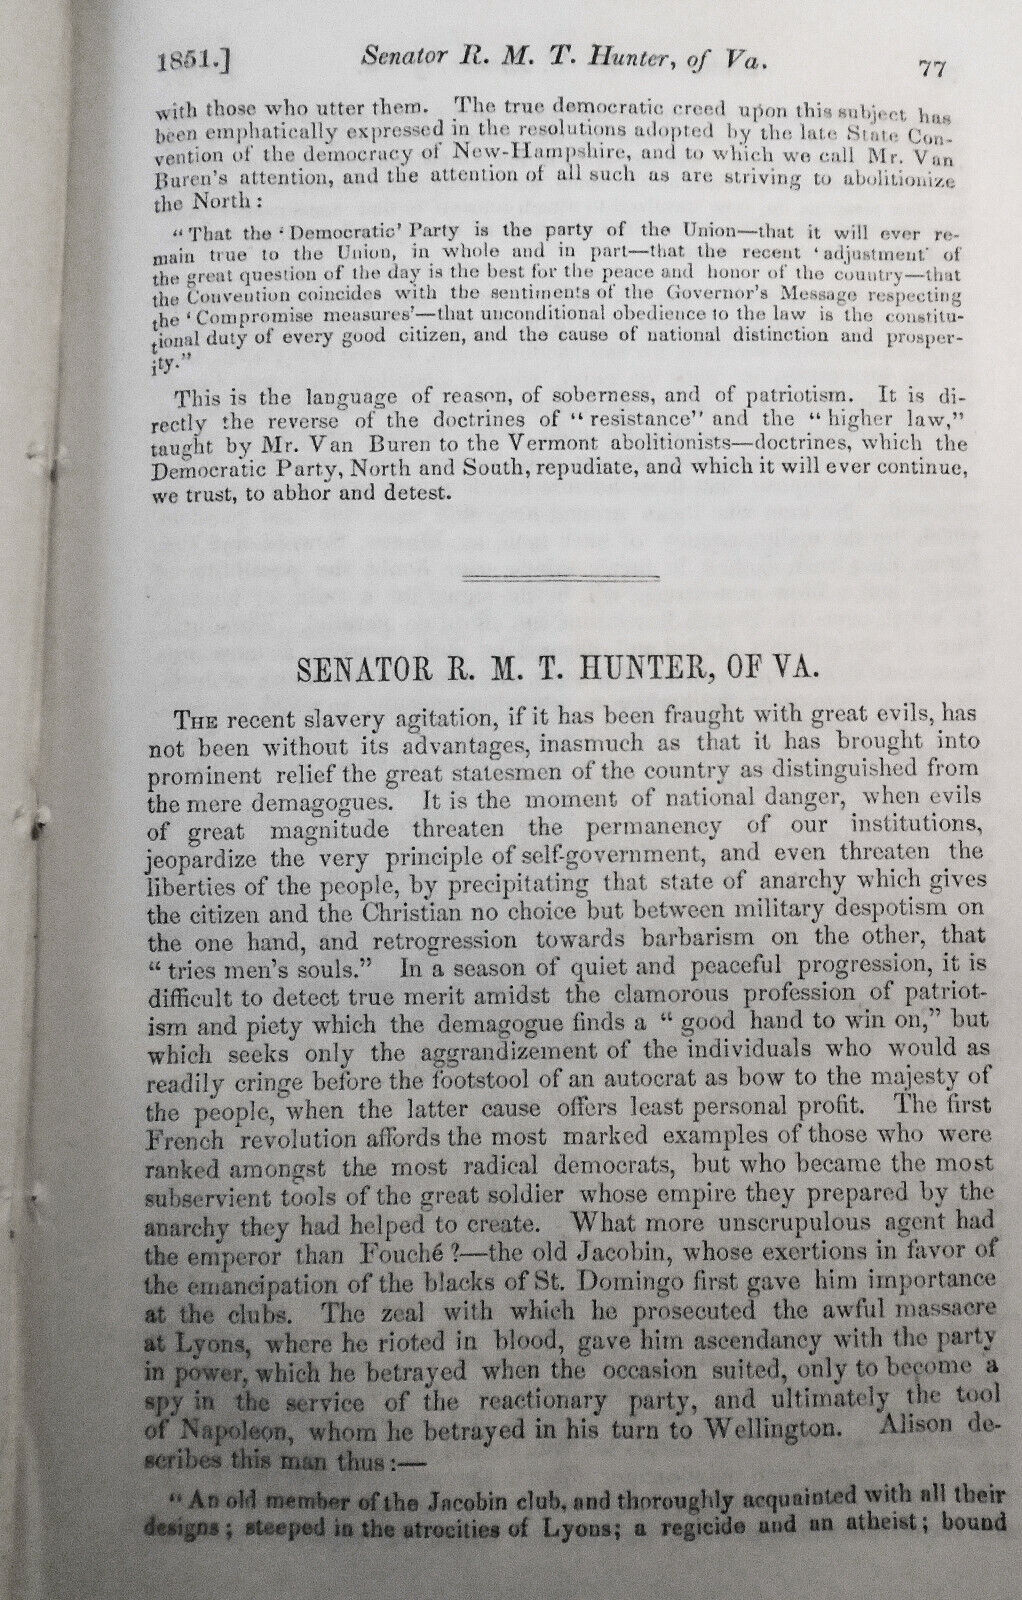 1851.] Senator R. M. T. Hunter, of Va. 77
with those who utter them. The true democratic creed upon this subject has
been emphatically expressed in the resolutions adopted by the late State Con-
vention of the democracy of New-Hampshire, and to which we call Mr. Van
Buren's attention, and the attention of all such as are striving to abolitionize
the North:
"That the 'Democratic' Party is the party of the Union—that it will ever re-
main true to the Union, in whole and in part—that the recent 'adjustment' of
the great question of the day is the best for the peace and honor of the country—that
the Convention coincides with the sentiments of the Governor's Message respecting
the 'Compromise measures'—that unconditional obedience to the law is the constitu-
tional duty of every good citizen, and the cause of national distinction and prosper-
ity."
This is the language of reason, of soberness, and of patriotism. It is di-
rectly the reverse of the doctrines of "resistance" and the "higher law,"
taught by Mr. Van Buren to the Vermont abolitionists—doctrines, which the
Democratic Party, North and South, repudiate, and which it will ever continue,
we trust, to abhor and detest.
SENATOR R. M. T. HUNTER, OF VA.
THE recent slavery agitation, if it has been fraught with great evils, has
not been without its advantages, inasmuch as that it has brought into
prominent relief the great statesmen of the country as distinguished from
the mere demagogues. It is the moment of national danger, when evils
of great magnitude threaten the permanency of our institutions,
jeopardize the very principle of self-government, and even threaten the
liberties of the people, by precipitating that state of anarchy which gives
the citizen and the Christian no choice but between military despotism on
the one hand, and retrogression towards barbarism on the other, that
"tries men's souls." In a season of quiet and peaceful progression, it is
difficult to detect true merit amidst the clamorous profession of patriot-
ism and piety which the demagogue finds a "good hand to win on," but
which seeks only the aggrandizement of the individuals who would as
readily cringe before the footstool of an autocrat as bow to the majesty of
the people, when the latter cause offers least personal profit. The first
French revolution affords the most marked examples of those who were
ranked amongst the most radical democrats, but who became the most
subservient tools of the great soldier whose empire they prepared by the
anarchy they had helped to create. What more unscrupulous agent had
the emperor than Fouché?—the old Jacobin, whose exertions in favor of
the emancipation of the blacks of St. Domingo first gave him importance
at the clubs. The zeal with which he prosecuted the awful massacre
at Lyons, where he rioted in blood, gave him ascendancy with the party
in power, which he betrayed when the occasion suited, only to become a
spy in the service of the reactionary party, and ultimately the tool
of Napoleon, whom he betrayed in his turn to Wellington. Alison de-
scribes this man thus:—
"An old member of the Jacobin club, and thoroughly acquainted with all their
designs; steeped in the atrocities of Lyons; a regicide and an atheist; bound